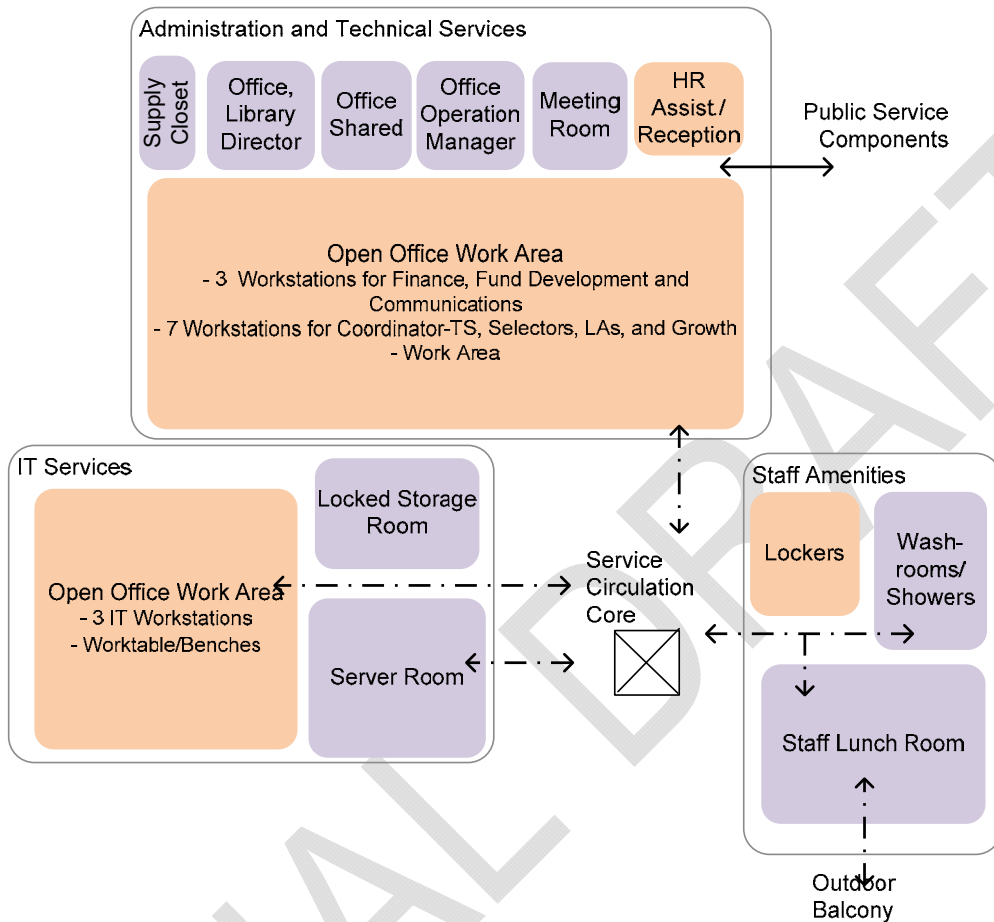 Administration and Technical Services
Supply
Closet
Office,
Library
Director
Office
Shared
Office
Operation
Manager
Meeting
Room
HR
Assist./
Reception
Public Service
Components
Open Office Work Area
- 3 Workstations for Finance, Fund Development and
Communications
- 7 Workstations for Coordinator-TS, Selectors, LAs, and Growth
- Work Area
IT Services
Locked Storage
Room
Open Office Work Area
- 3 IT Workstations
- Worktable/Benches
Server Room
Service
Circulation
Core
Staff Amenities
Lockers
Wash-
rooms/
Showers
Staff Lunch Room
Outdoor
Balcony
NAL DRAFT